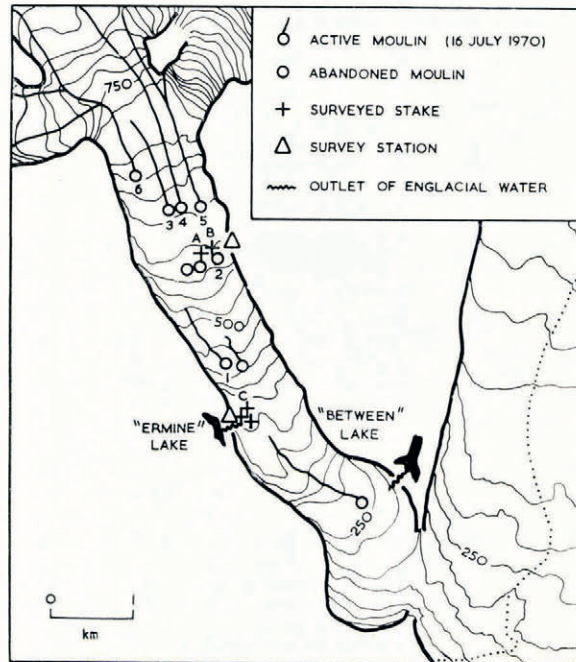 ACTIVE MOULIN (16 JULY 1970)
ABANDONED MOULIN
SURVEYED STAKE
SURVEY STATION
OUTLET OF ENGLACIAL WATER
750
6
3 4 5
A B
2
500
1
C
"ERMINE"
LAKE
"BETWEEN"
LAKE
250
250
0 1
km